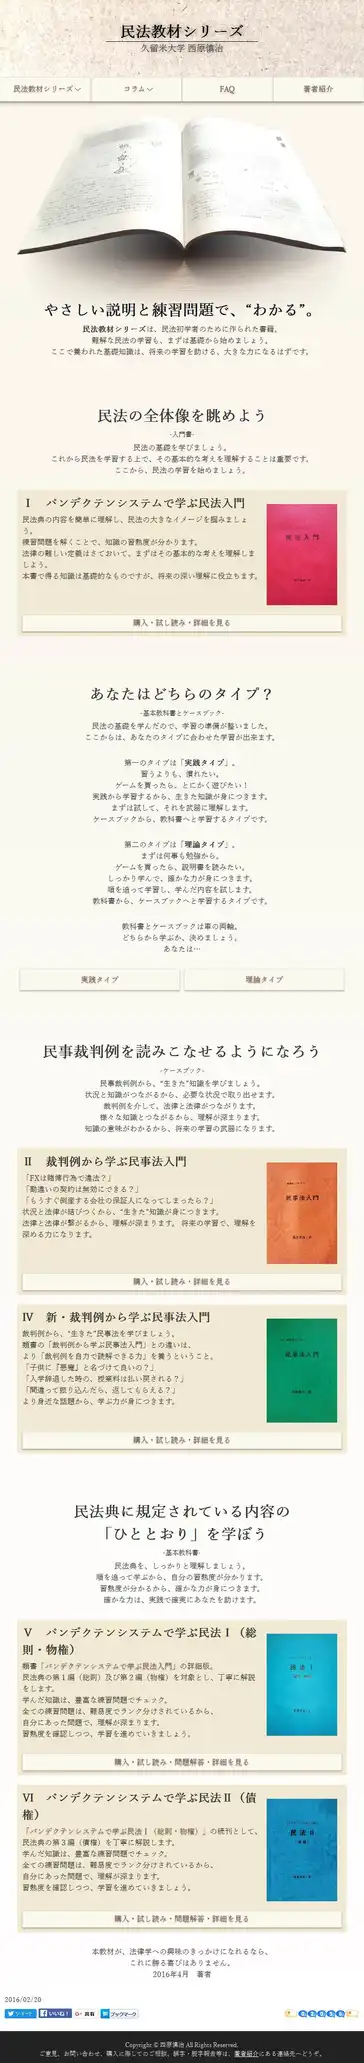 民法教材シリーズ
久留米大学 西原慎治
民法教材シリーズ
コラム
FAQ
著者紹介
やさしい説明と練習問題で、“わかる”。
民法教材シリーズは、民法初学者のために作られた書籍。
難解な民法の学習も、まずは基礎から始めましょう。
ここで養われた基礎知識は、将来の学習を助ける、大きな力になるはずです。
民法の全体像を眺めよう
-入門書-
民法の基礎を学びましょう。
これから民法を学習する上で、その基本的な考えを理解することは重要です。
ここから、民法の学習を始めましょう。
Ⅰ パンデクテンシステムで学ぶ民法入門
民法典の内容を簡単に理解し、民法の大きなイメージを掴みましょ
う。
練習問題を解くことで、知識の習熟度が分かります。
法律の難しい定義はさておいて、まずはその基本的な考えを理解しま
しょう。
本書で得る知識は基礎的なものですが、将来の深い理解に役立ちます。
民法入門
購入・試し読み・詳細を見る
あなたはどちらのタイプ？
-基本教科書とケースブック-
民法の基礎を学んだので、学習の準備が整いました。
ここからは、あなたのタイプに合わせた学習が出来ます。
第一のタイプは「実践タイプ」。
習うよりも、慣れたい。
ゲームを買ったら、とにかく遊びたい！
実践から学習するから、生きた知識が身につきます。
まずは試して、それを武器に理解します。
ケースブックから、教科書へと学習するタイプです。
第二のタイプは「理論タイプ」。
まずは何事も勉強から。
ゲームを買ったら、説明書を読みたい。
しっかり学んで、確かな力が身につきます。
順を追って学習し、学んだ内容を試します。
教科書から、ケースブックへと学習するタイプです。
教科書とケースブックは車の両輪。
どちらから学ぶか、決めましょう。
あなたは…
実践タイプ
理論タイプ
民事裁判例を読みこなせるようになろう
-ケースブック-
民事裁判例から、“生きた”知識を学びましょう。
状況と知識がつながるから、必要な状況で取り出せます。
裁判例を介して、法律と法律がつながります。
様々な知識とつながるから、理解が深まります。
知識の意味がわかるから、将来の学習の武器になります。
Ⅱ 裁判例から学ぶ民事法入門
「FXは賭博行為で違法？」
「勘違いの契約は無効にできる？」
「もうすぐ倒産する会社の保証人になってしまったら？」
状況と法律が結びつくから、“生きた”知識が身につきます。
法律と法律が繋がるから、理解が深まります。 将来の学習で、理解を
深める力になります。
民事法入門
購入・試し読み・詳細を見る
Ⅳ 新・裁判例から学ぶ民事法入門
裁判例から、“生きた”民事法を学びましょう。
類書の「裁判例から学ぶ民事法入門」との違いは、
より「裁判例を自力で読解できる力」を養うということ。
「子供に『悪魔』と名づけて良いの？」
「入学辞退した時の、授業料は払い戻される？」
「間違って振り込んだら、返してもらえる？」
より身近な話題から、学ぶ力が身につきます。
民事法入門
購入・試し読み・詳細を見る
民法典に規定されている内容の
「ひととおり」を学ぼう
-基本教科書-
民法典を、しっかりと理解しましょう。
順を追って学ぶから、自分の習熟度が分かります。
習熟度が分かるから、確かな力が身につきます。
確かな力は、実践で確実にあなたを助けます。
Ⅴ パンデクテンシステムで学ぶ民法Ⅰ（総
則・物権）
類書「パンデクテンシステムで学ぶ民法入門」の詳細版。
民法典の第１編（総則）及び第２編（物権）を対象とし、丁寧に解説
をします。
学んだ知識は、豊富な練習問題でチェック。
全ての練習問題は、難易度でランク分けされているから、
自分にあった問題で、理解が深まります。
習熟度を確認しつつ、学習を進めていきましょう。
民法Ⅰ
購入・試し読み・問題解答・詳細を見る
Ⅵ パンデクテンシステムで学ぶ民法Ⅱ（債
権）
「パンデクテンシステムで学ぶ民法Ⅰ（総則・物権）」の続刊として、
民法典の第３編（債権）を丁寧に解説します。
学んだ知識は、豊富な練習問題でチェック。
全ての練習問題は、難易度でランク分けされているから、
自分にあった問題で、理解が深まります。
習熟度を確認しつつ、学習を進めていきましょう。
民法Ⅱ
購入・試し読み・問題解答・詳細を見る
本教材が、法律学への興味のきっかけになれるなら、
これに勝る喜びはありません。
2016年4月 著者
2016/02/20
ツイート
いいね！
共有
ブックマーク
Copyright © 西原慎治 All Rights Reserved.
ご意見、お問い合わせ、購入に際してのご相談、誤字・脱字報告等は、著者紹介にある連絡先へどうぞ。